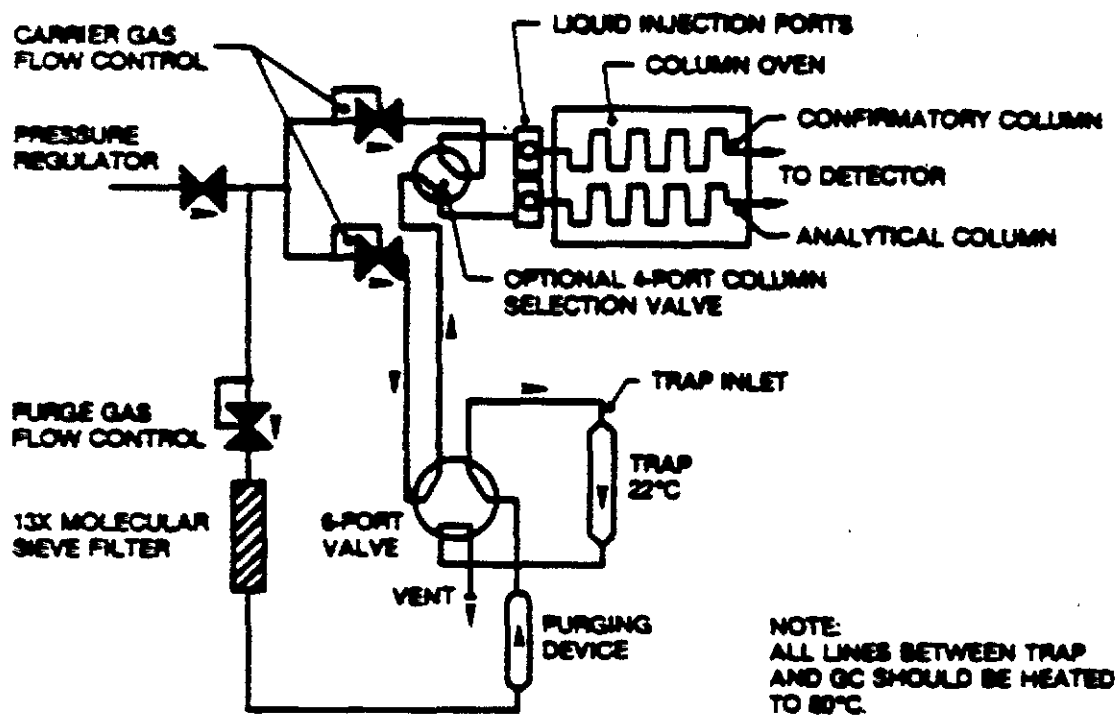 CARRIER GAS
FLOW CONTROL
LIQUID INJECTION PORTS
COLUMN OVEN
PRESSURE
REGULATOR
CONFIRMATORY COLUMN
TO DETECTOR
ANALYTICAL COLUMN
OPTIONAL 4-PORT COLUMN
SELECTION VALVE
TRAP INLET
PURGE GAS
FLOW CONTROL
TRAP
22°C
13X MOLECULAR
SIEVE FILTER
6-PORT
VALVE
VENT
PURGING
DEVICE
NOTE:
ALL LINES BETWEEN TRAP
AND GC SHOULD BE HEATED
TO 80°C.